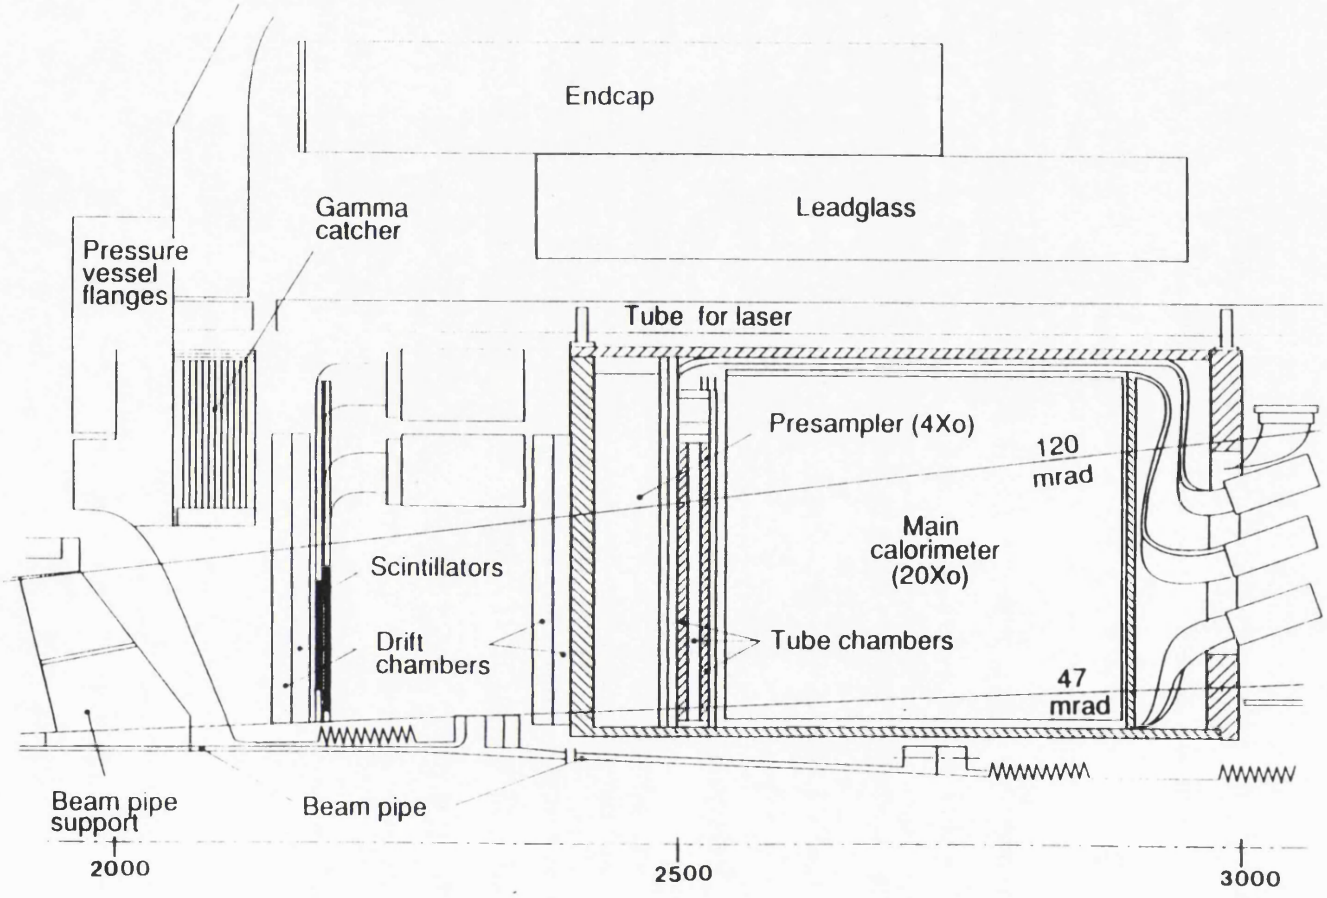 Endcap
Leadglass
Gamma
catcher
Pressure
vessel
flanges
Tube for laser
Presampler (4Xo)
120
mrad
Main
calorimeter
(20Xo)
Scintillators
Drift
chambers
Tube chambers
47
mrad
Beam pipe
support
Beam pipe
2000
2500
3000